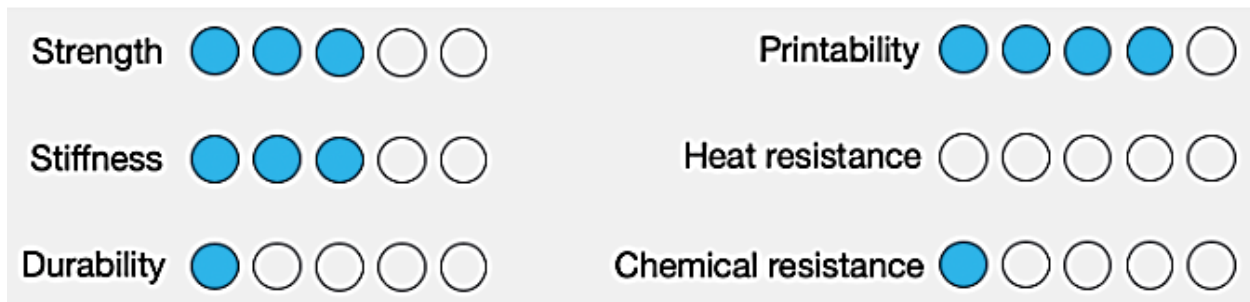 Strength
Printability
Stiffness
Heat resistance
Durability
Chemical resistance